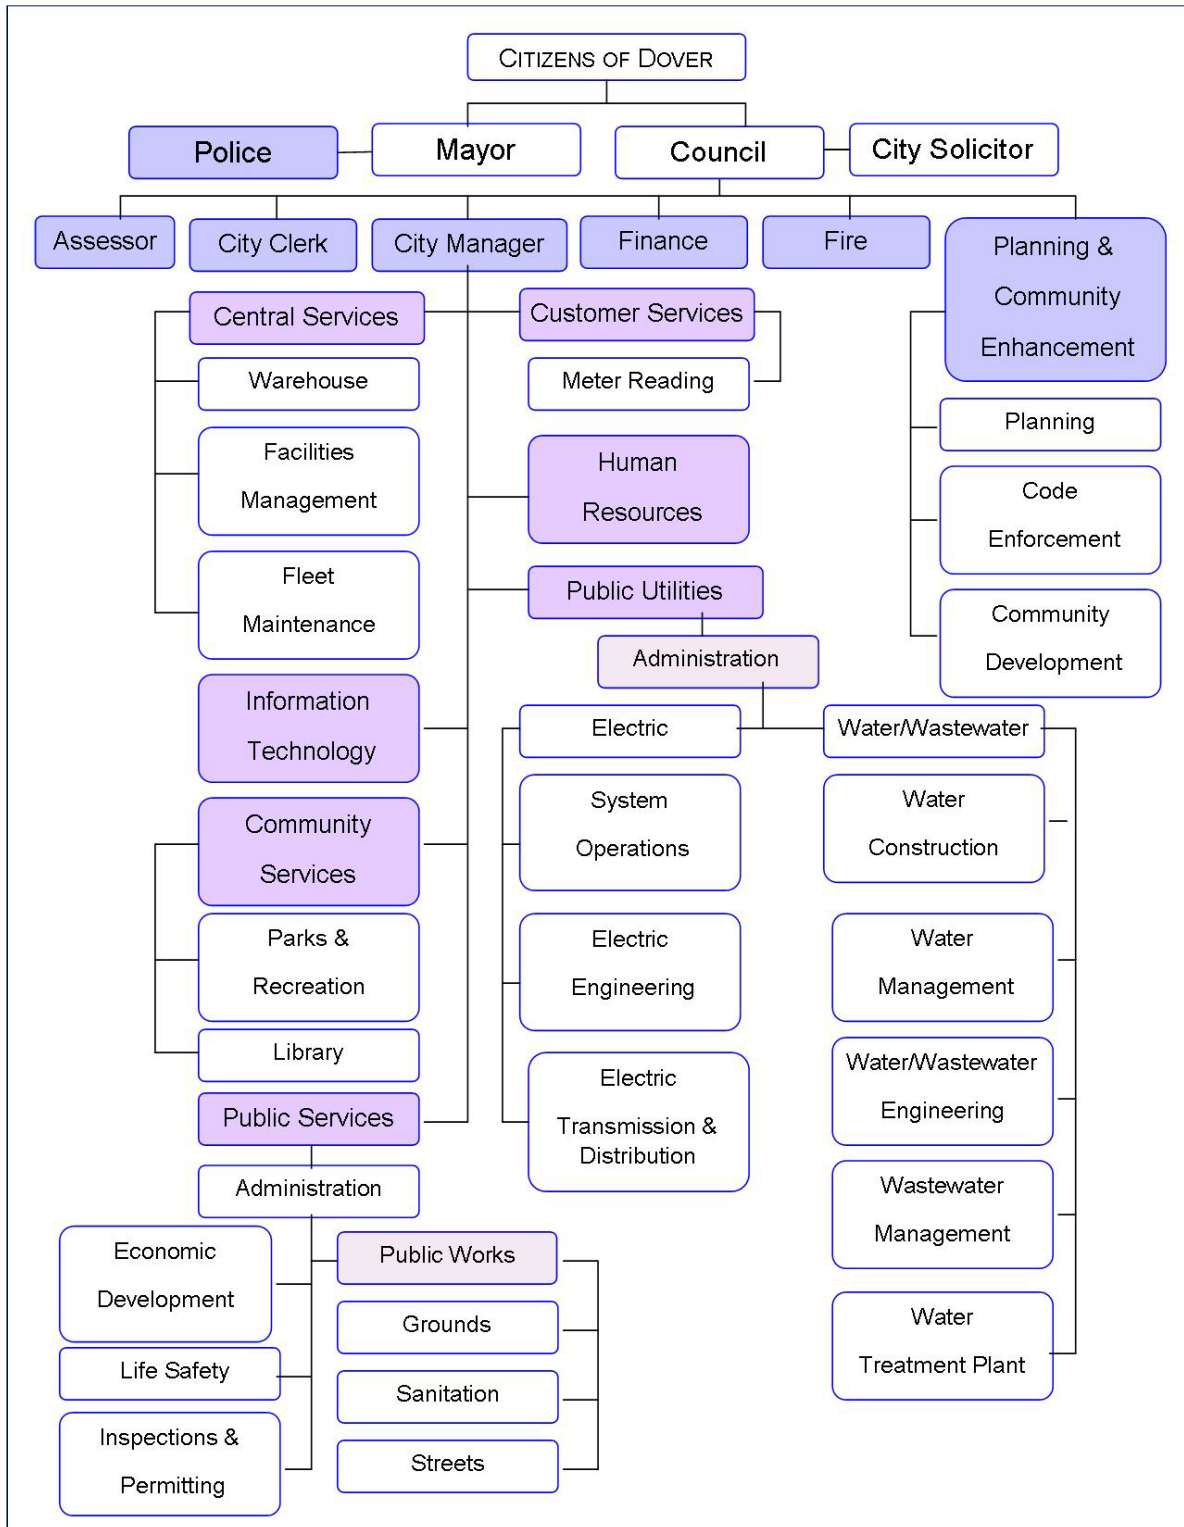 CITIZENS OF DOVER
Police
Mayor
Council
City Solicitor
Assessor
City Clerk
City Manager
Finance
Fire
Planning &
Community
Enhancement
Central Services
Customer Services
Warehouse
Meter Reading
Facilities
Management
Human
Resources
Planning
Code
Enforcement
Fleet
Maintenance
Public Utilities
Administration
Community
Development
Information
Technology
Electric
Water/Wastewater
Community
Services
System
Operations
Water
Construction
Parks &
Recreation
Electric
Engineering
Water
Management
Library
Electric
Transmission &
Distribution
Water/Wastewater
Engineering
Public Services
Administration
Wastewater
Management
Economic
Development
Public Works
Grounds
Water
Treatment Plant
Life Safety
Sanitation
Inspections &
Permitting
Streets